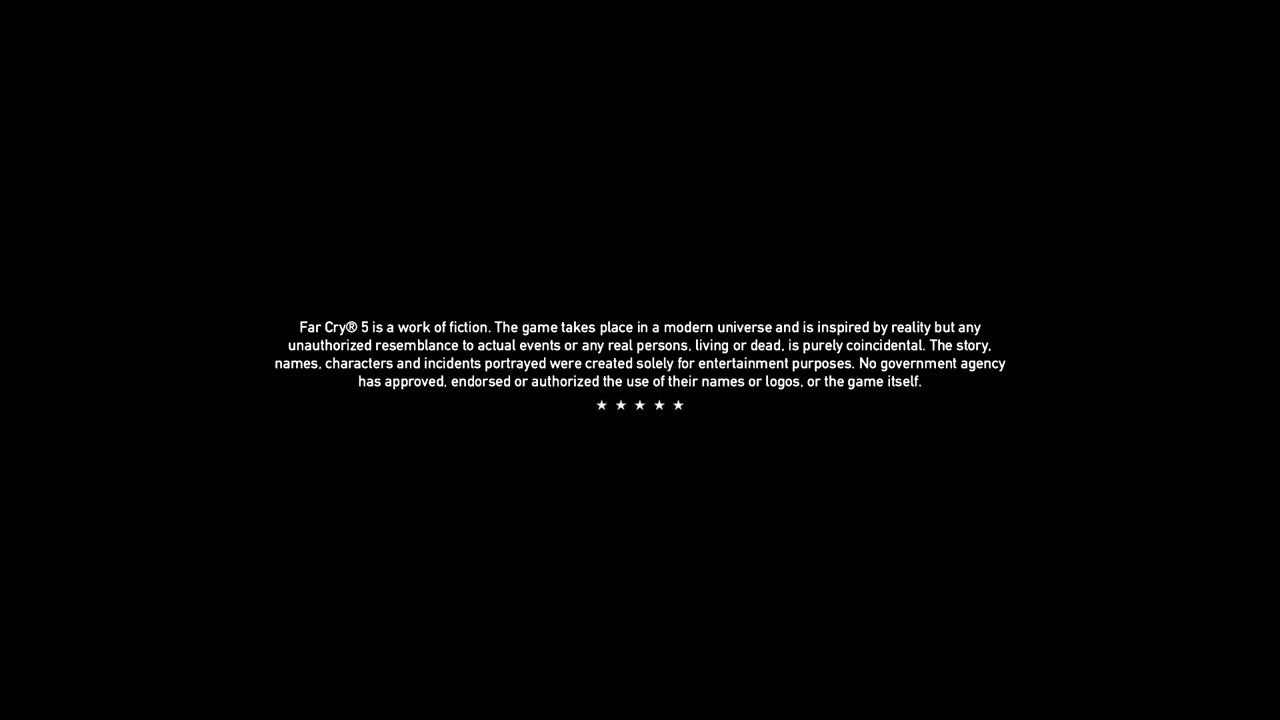 Far Cry® 5 is a work of fiction. The game takes place in a modern universe and is inspired by reality but any
unauthorized resemblance to actual events or any real persons, living or dead, is purely coincidental. The story,
names, characters and incidents portrayed were created solely for entertainment purposes. No government agency
has approved, endorsed or authorized the use of their names or logos, or the game itself.
★ ★ ★ ★ ★